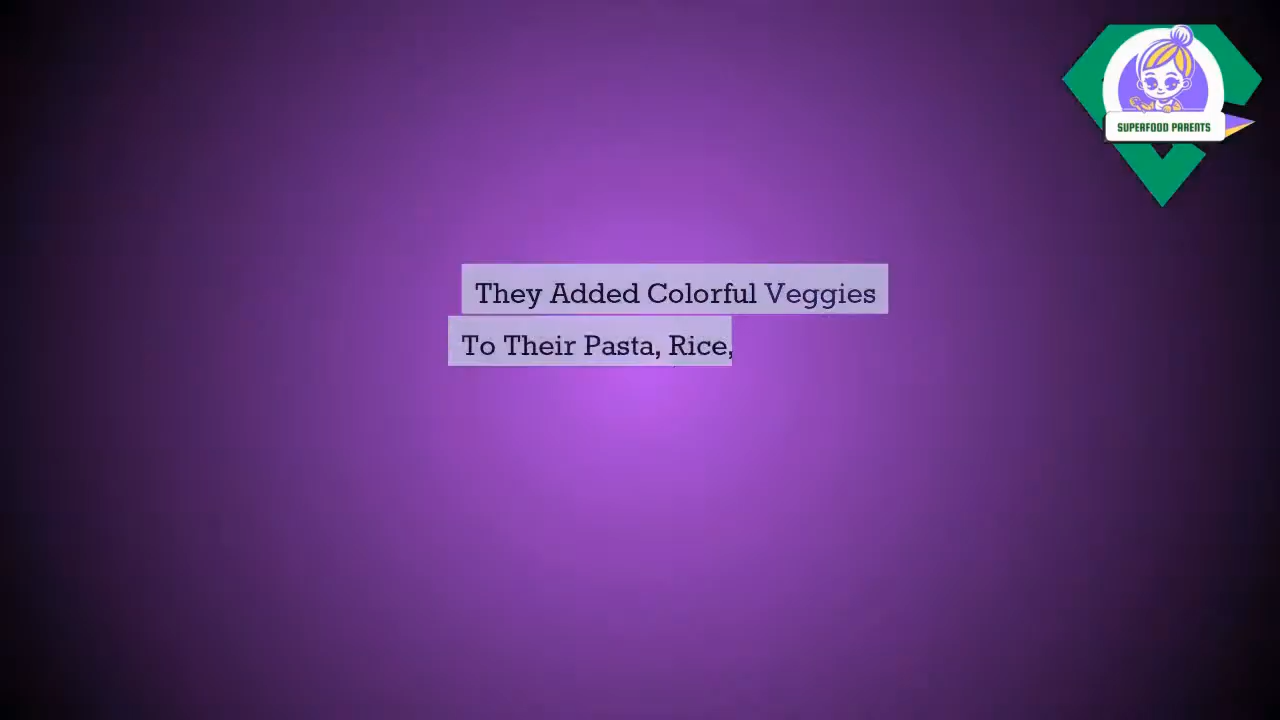 SUPERFOOD PARENTS
They Added Colorful Veggies
To Their Pasta, Rice,